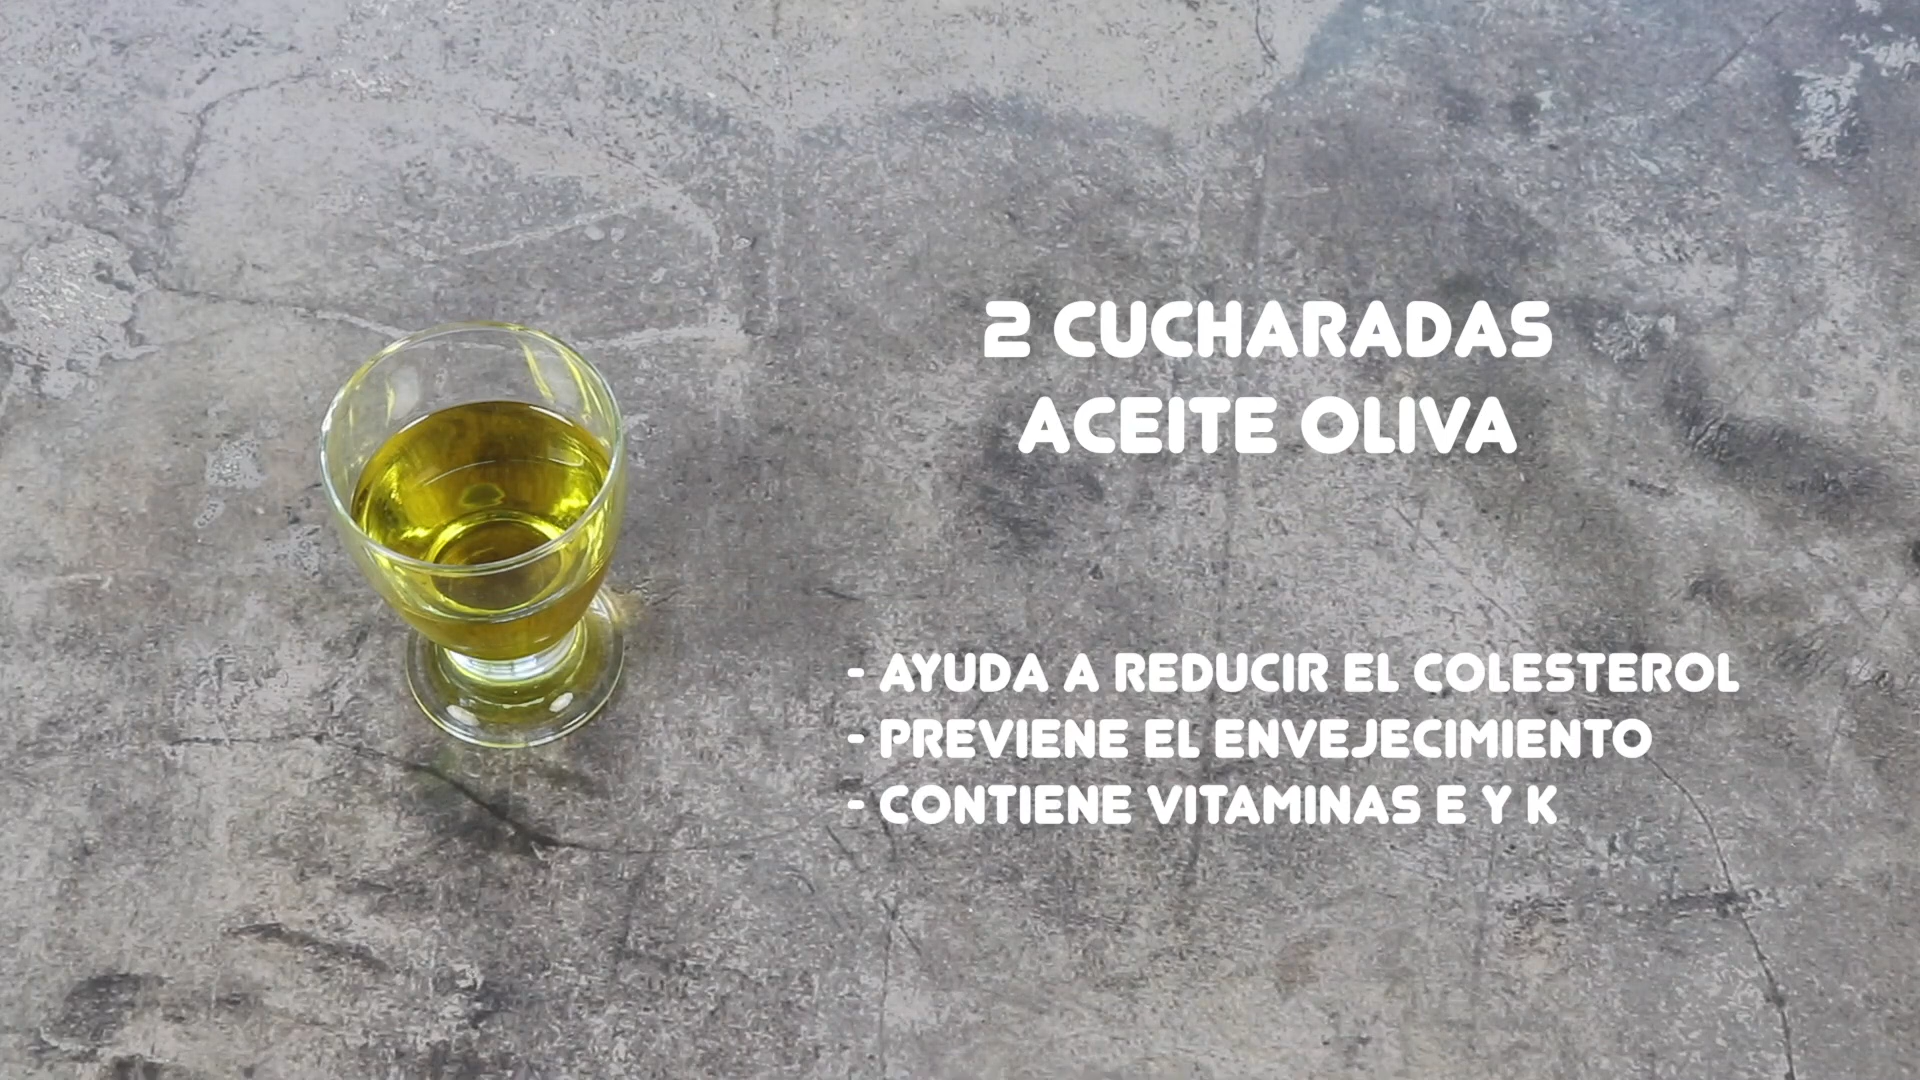 2 CUCHARADAS
ACEITE OLIVA
- AYUDA A REDUCIR EL COLESTEROL
- PREVIENE EL ENVEJECIMIENTO
- CONTIENE VITAMINAS E Y K